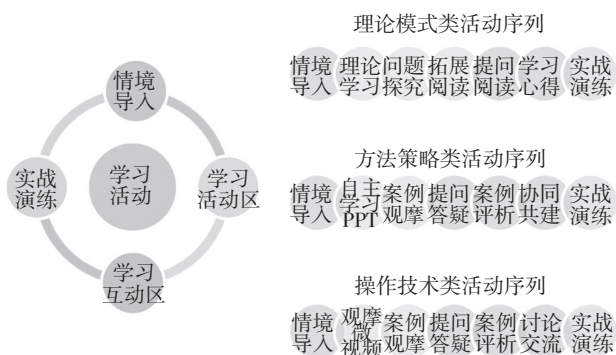 情境
导入
实战
演练
学习
活动
学习
活动区
学习
互动区
理论模式类活动序列
情境 理论 问题 拓展 提问 学习 实战
导入 学习 探究 阅读 阅读 心得 演练
方法策略类活动序列
情境 自主 案例 提问 案例 协同 实战
导入 学习 观摩 答疑 评析 共建 演练
PPT
操作技术类活动序列
情境 观摩 案例 提问 案例 讨论 实战
导入 微 观摩 答疑 评析 交流 演练
视频